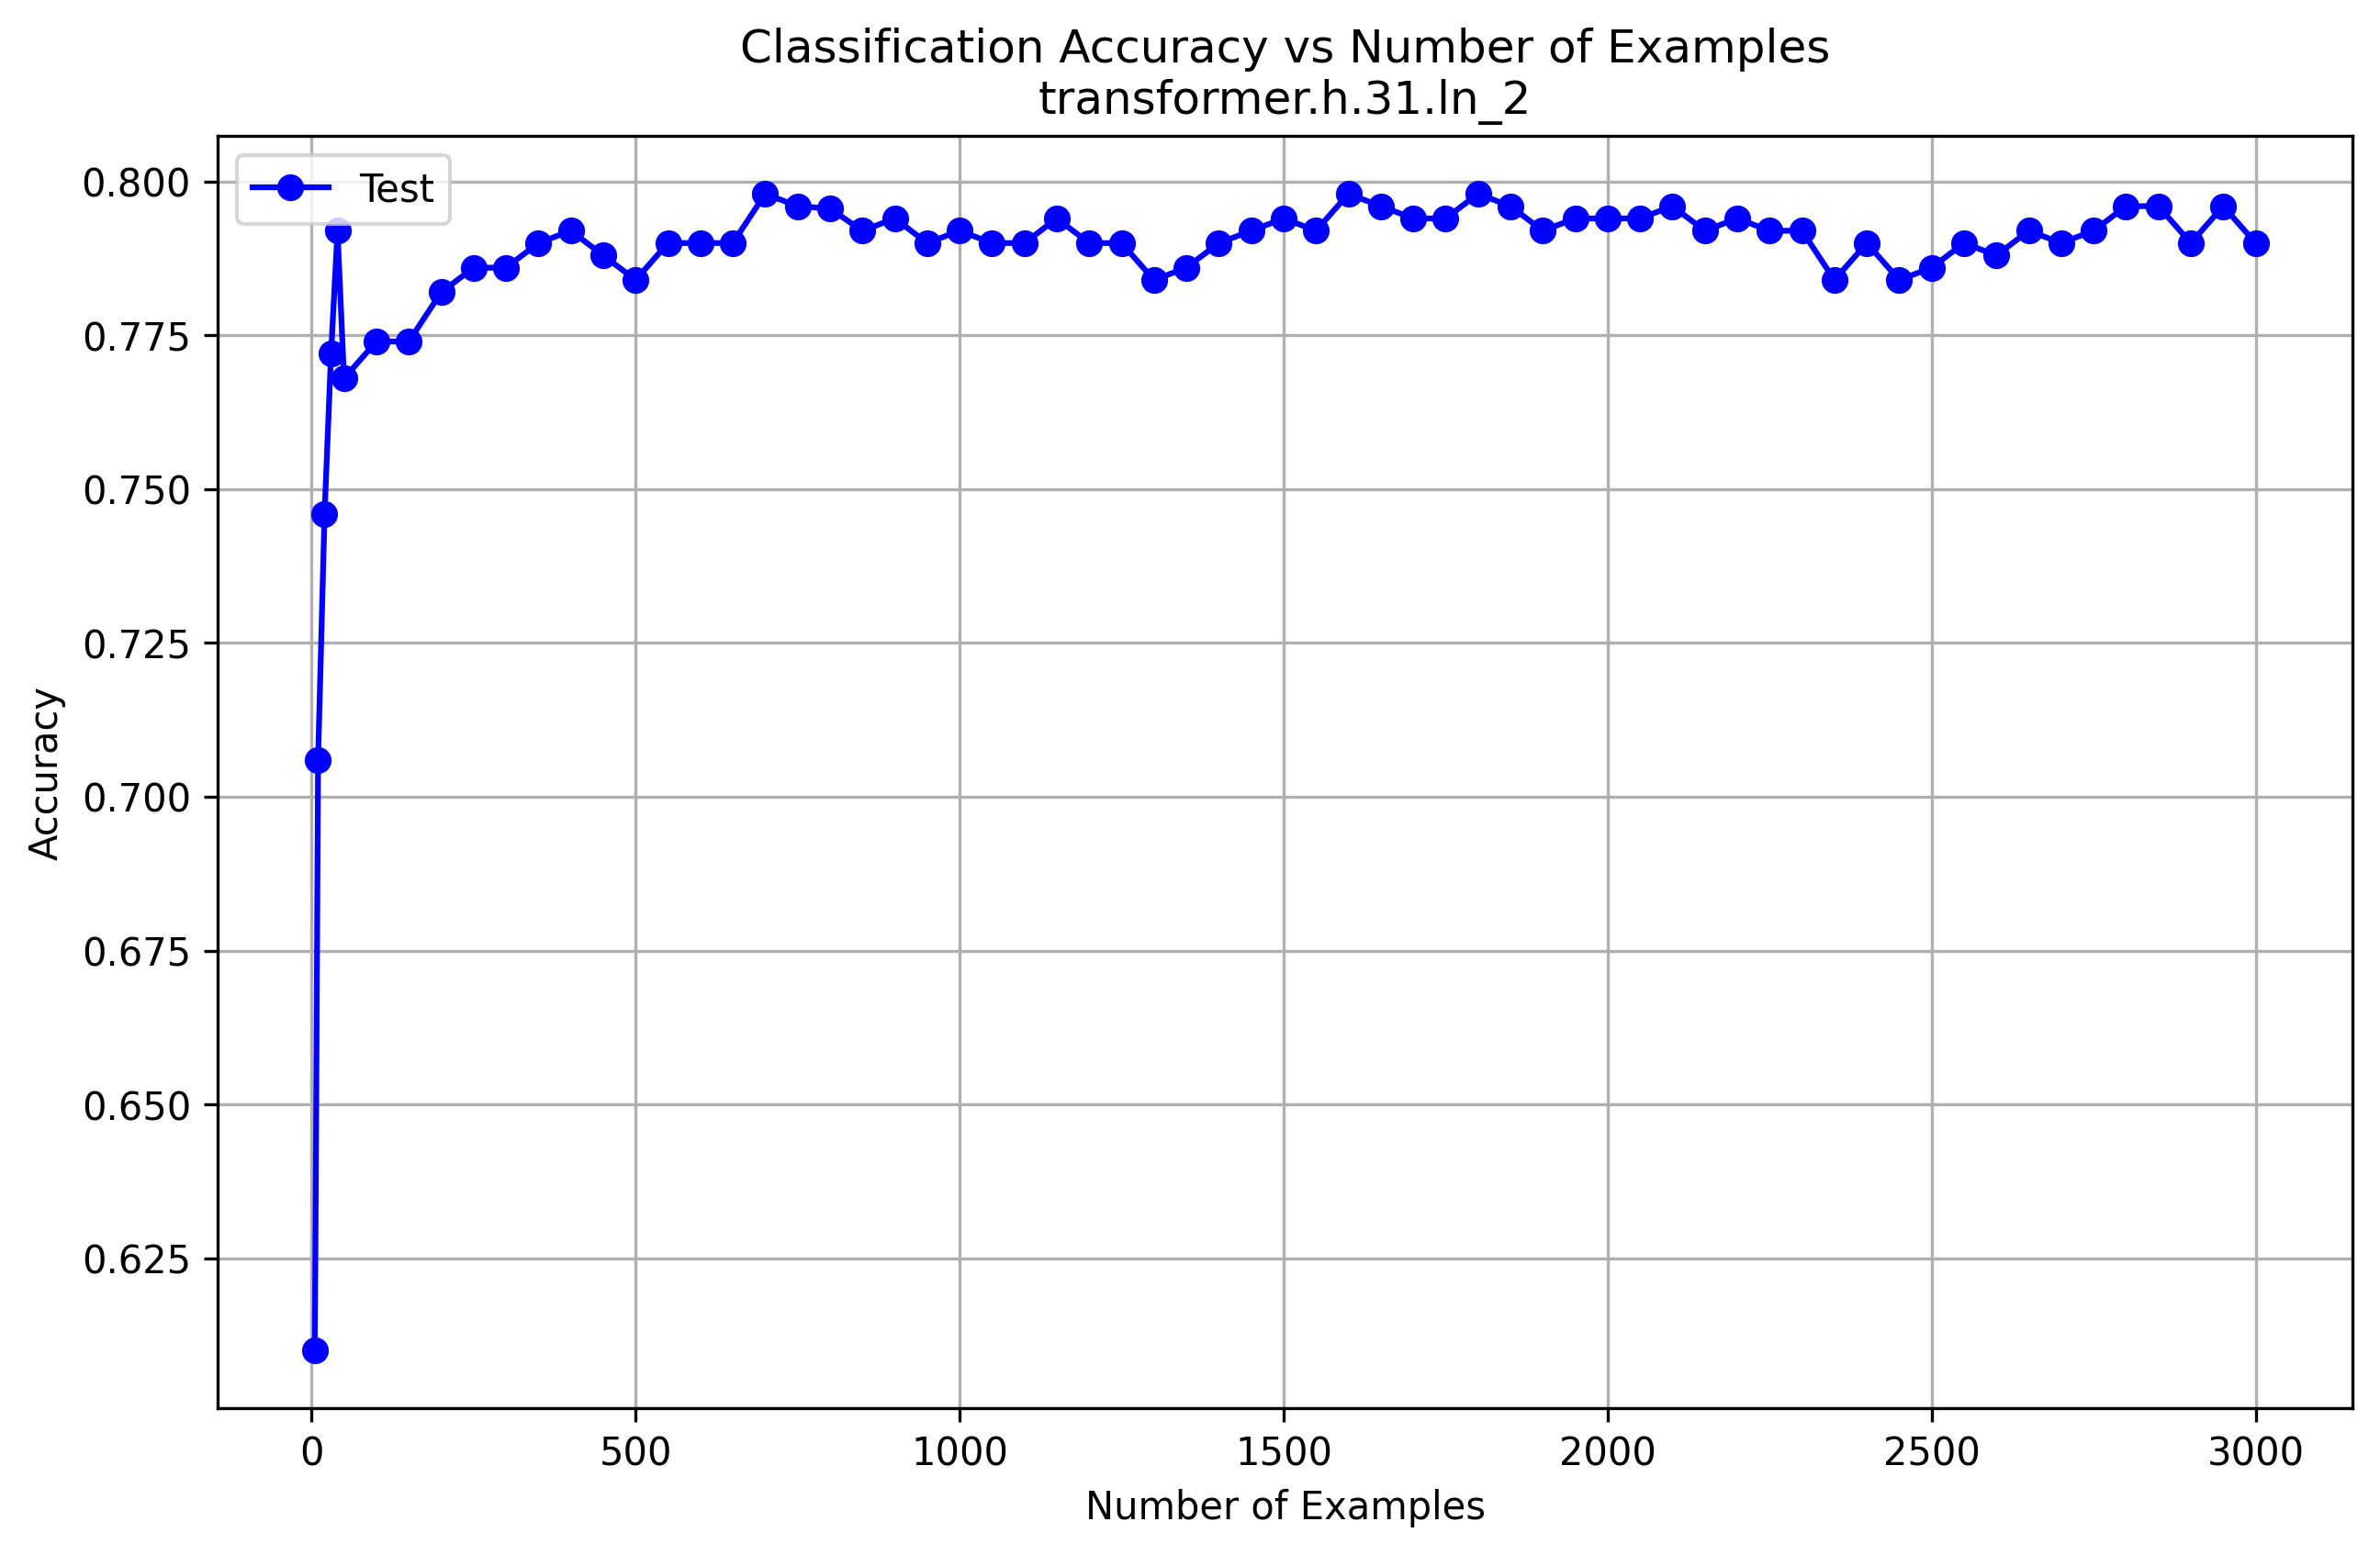 Classification Accuracy vs Number of Examples
transformer.h.31.ln_2
Test
0.800
0.775
0.750
0.725
0.700
0.675
0.650
0.625
Accuracy
0 500 1000 1500 2000 2500 3000
Number of Examples